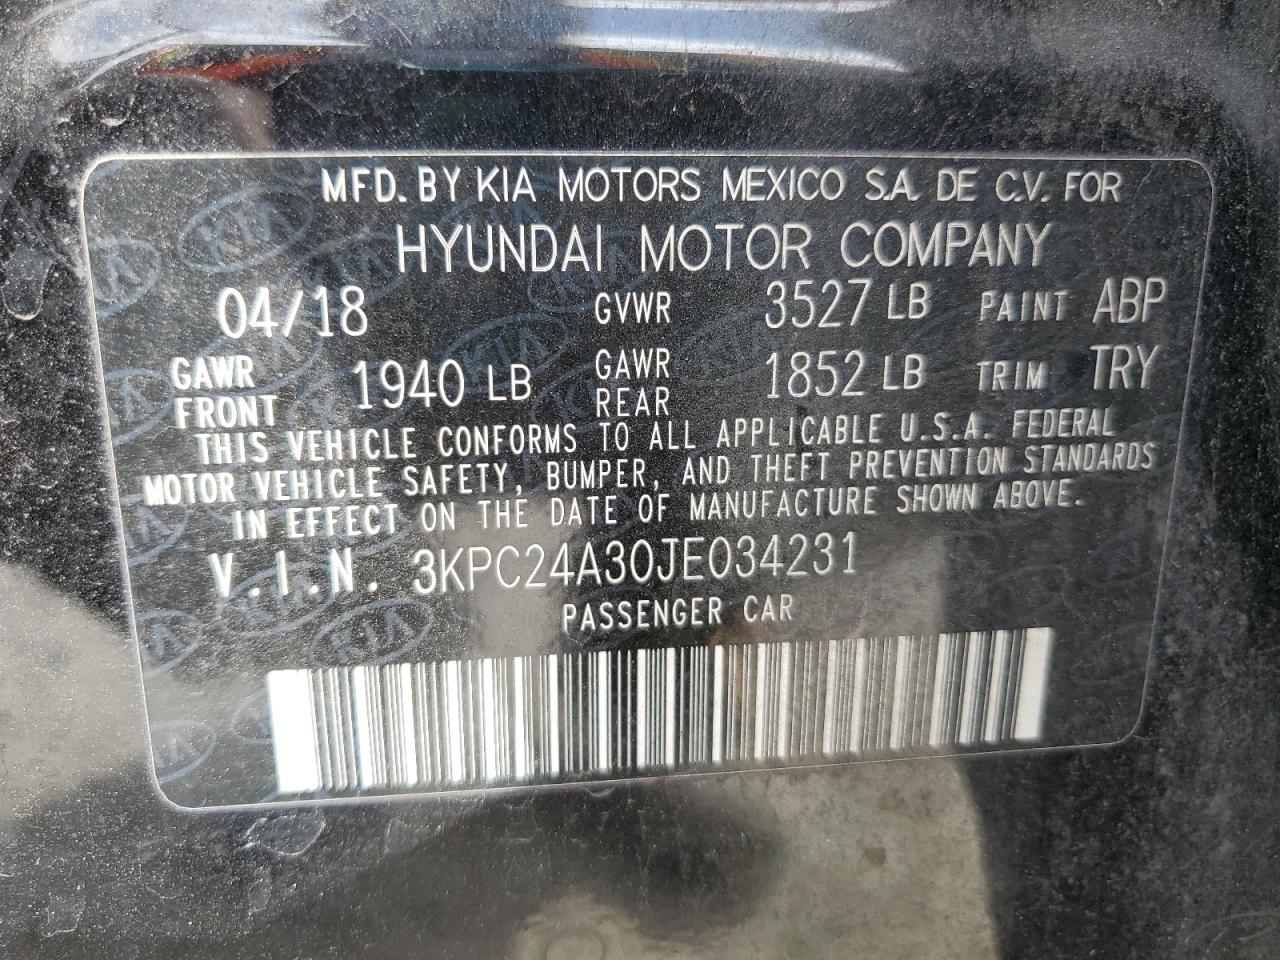 MFD. BY KIA MOTORS MEXICO S.A. DE C.V. FOR
HYUNDAI MOTOR COMPANY
04/18 GVWR 3527 LB PAINT ABP
GAWR FRONT 1940 LB GAWR REAR 1852 LB TRIM TRY
THIS VEHICLE CONFORMS TO ALL APPLICABLE U.S.A. FEDERAL
MOTOR VEHICLE SAFETY, BUMPER, AND THEFT PREVENTION STANDARDS
IN EFFECT ON THE DATE OF MANUFACTURE SHOWN ABOVE.
V.I.N. 3KPC24A30JE034231
PASSENGER CAR